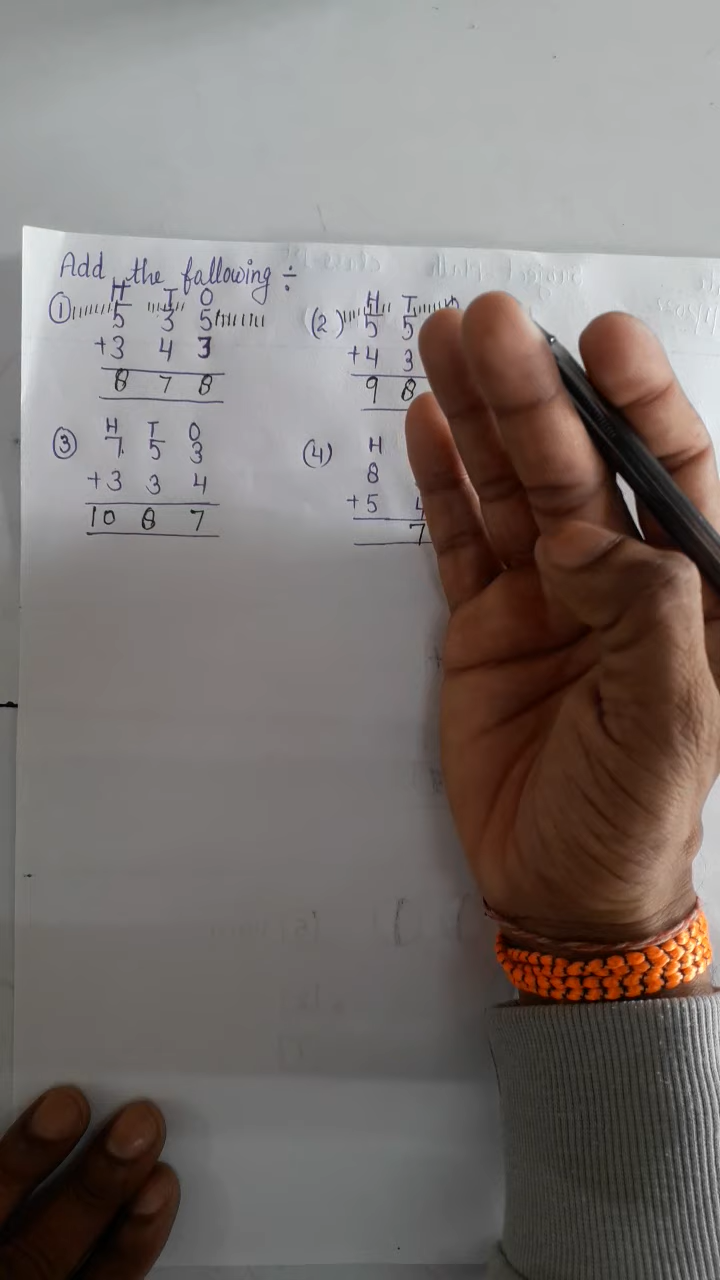 Add the fallowing ÷
① H T O
5 3 5
+3 4 3
8 7 8
(2) H T
5 5
+4 3
9 8
③ H T O
7 5 3
+3 3 4
10 8 7
(4) H
8
+5 4
7